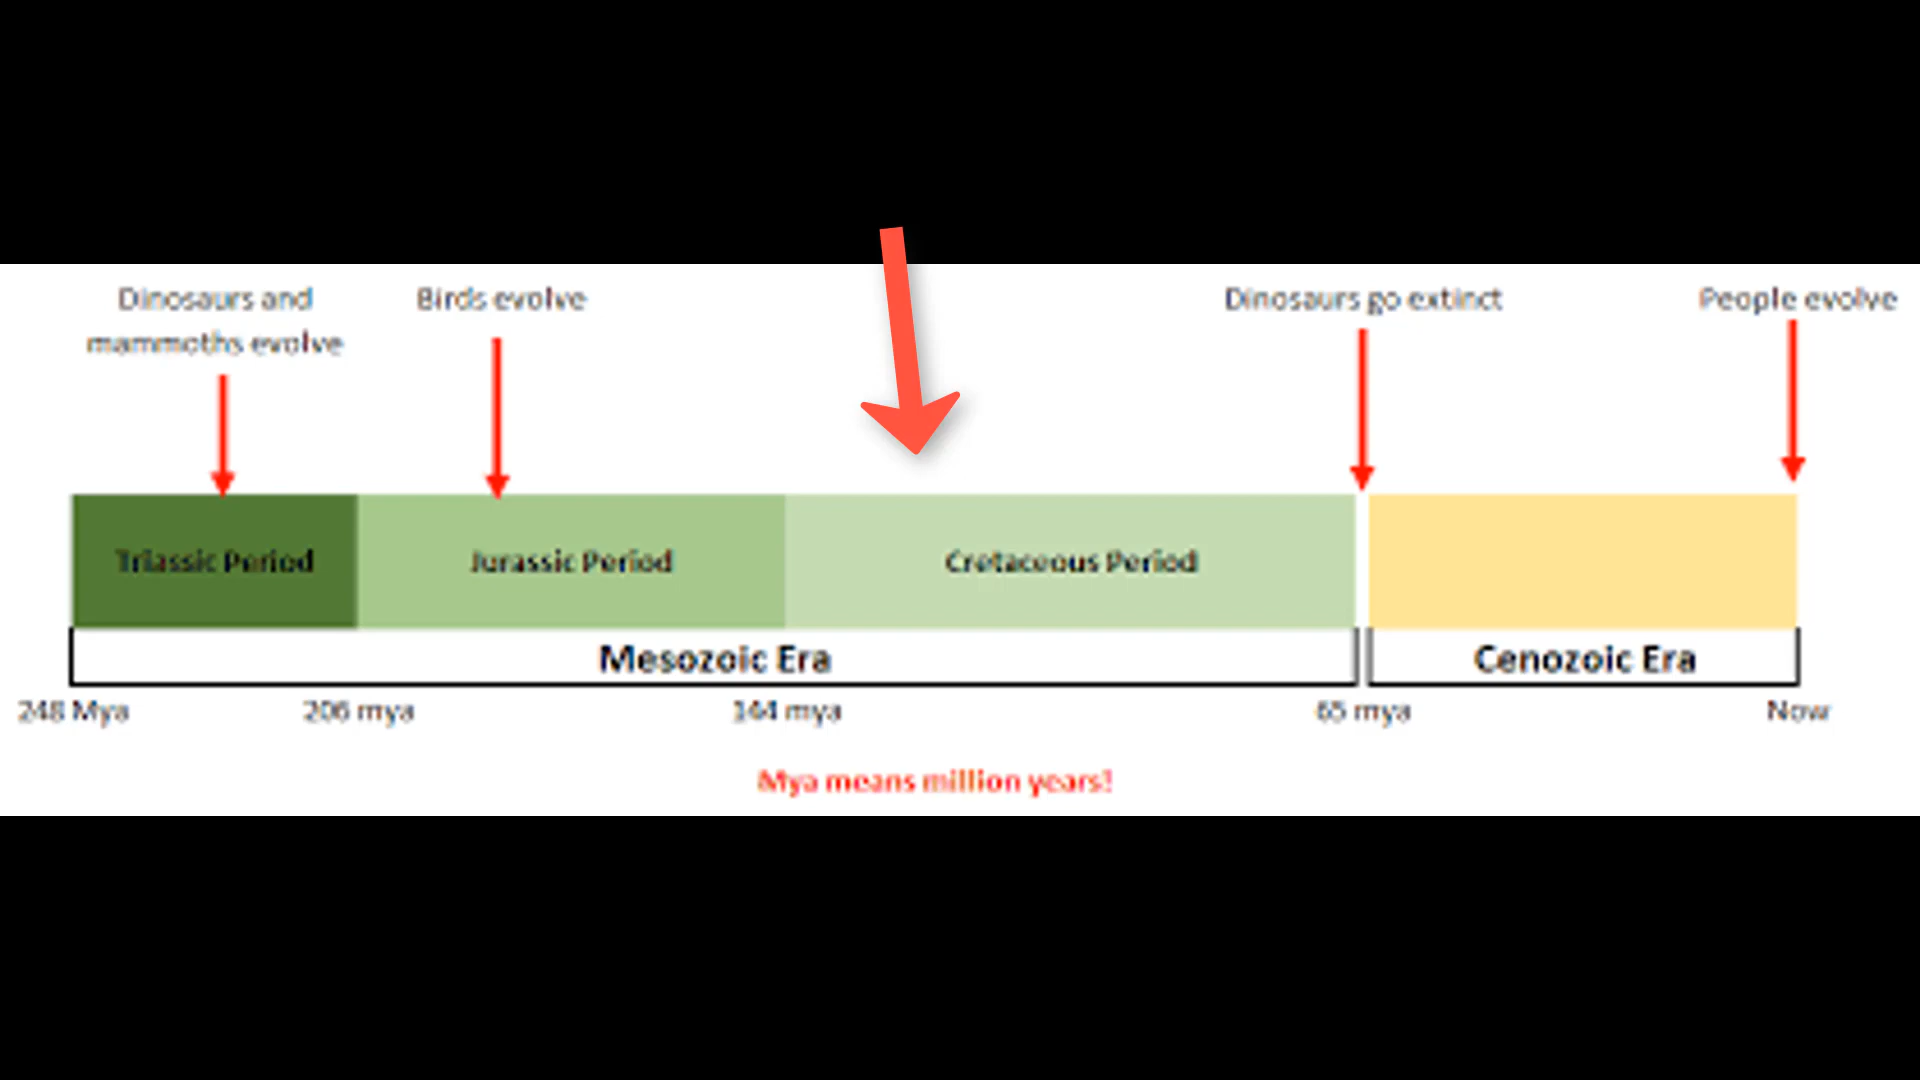 Dinosaurs and
mammoths evolve
Birds evolve
Dinosaurs go extinct
People evolve
Triassic Period
Jurassic Period
Cretaceous Period
Mesozoic Era
Cenozoic Era
248 Mya
206 mya
144 mya
65 mya
Now
Mya means million years!